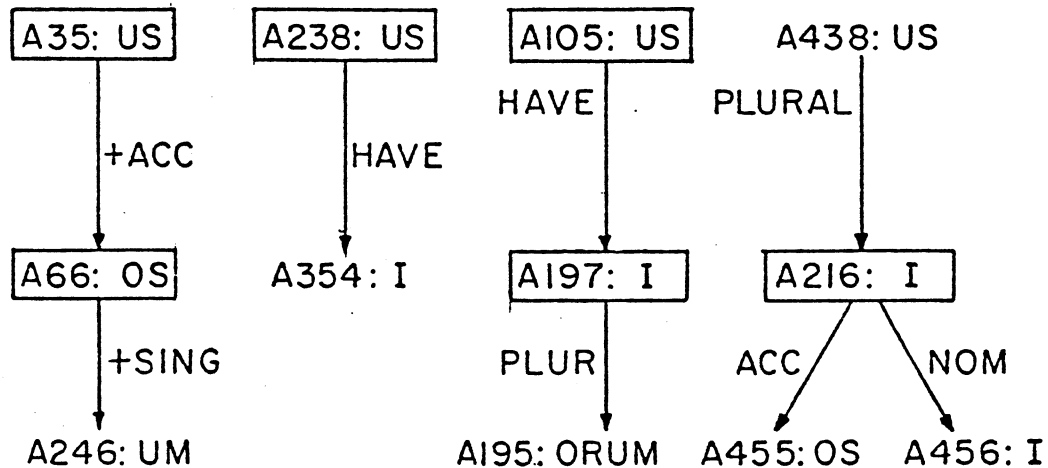 A35: US A238: US A105: US A438: US
HAVE PLURAL
+ACC HAVE
A66: OS A354: I A197: I A216: I
+SING PLUR ACC NOM
A246: UM A195: ORUM A455: OS A456: I